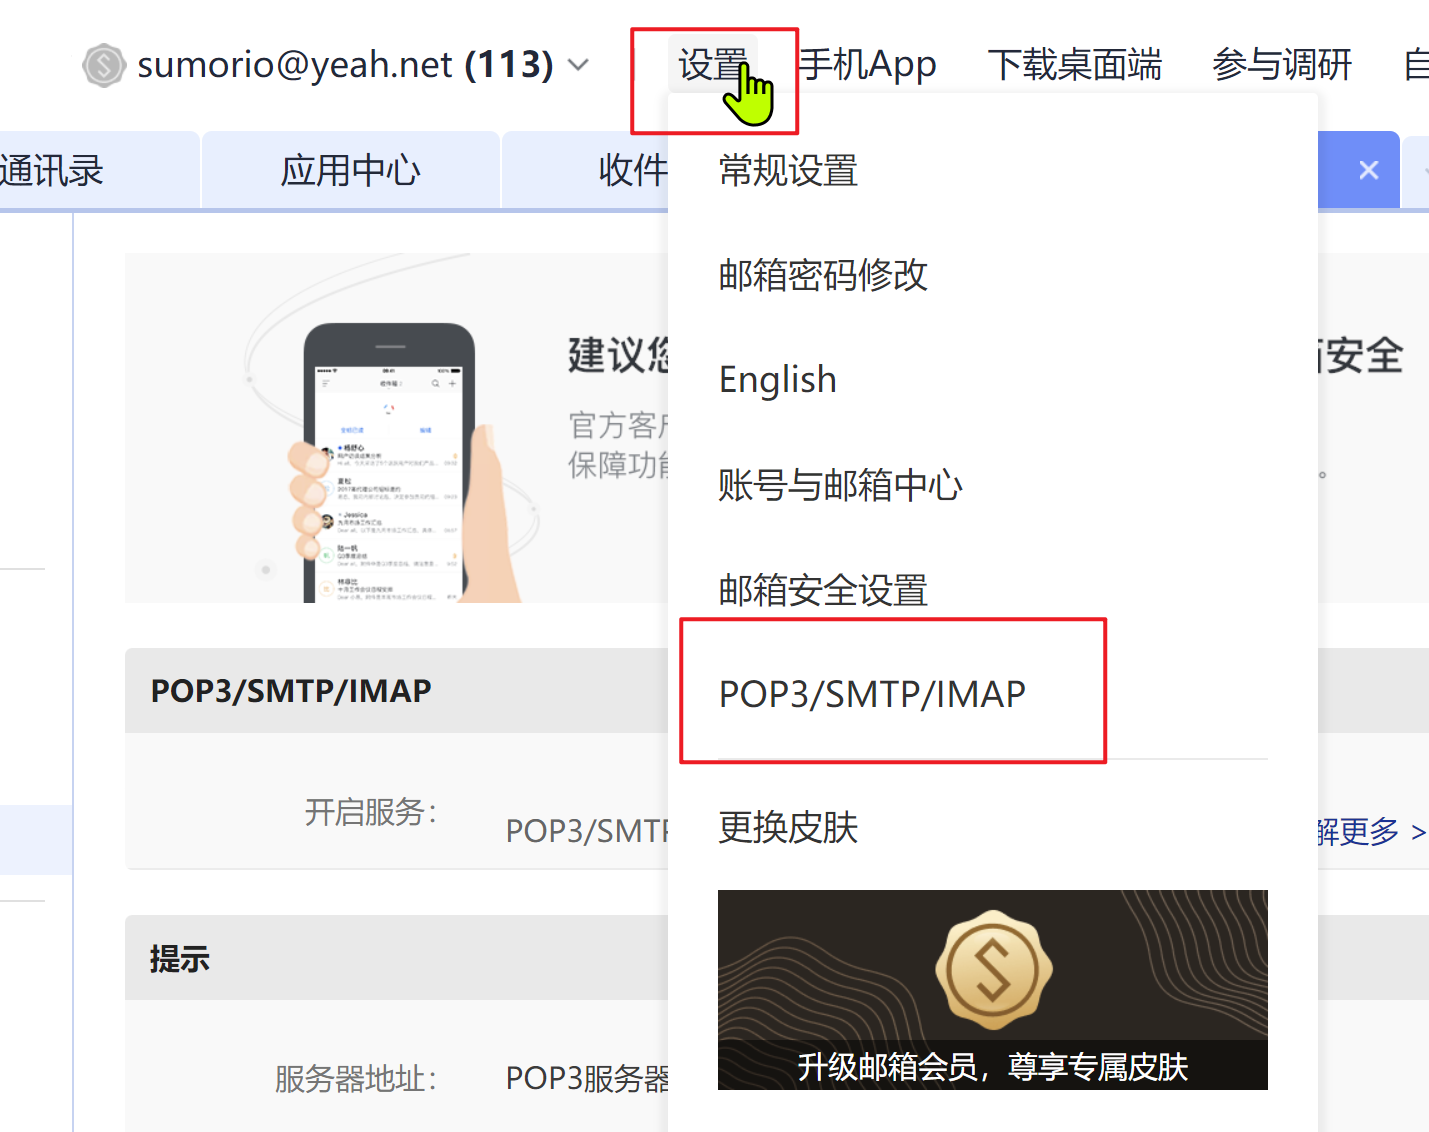 sumorio@yeah.net (113)
设置
手机App
下载桌面端
参与调研
自
通讯录
应用中心
收件
常规设置
邮箱密码修改
English
账号与邮箱中心
邮箱安全设置
POP3/SMTP/IMAP
更换皮肤
升级邮箱会员，尊享专属皮肤
建议您
安全
官方客户
保障功能
。
POP3/SMTP/IMAP
开启服务：
POP3/SMTP
解更多 >
提示
服务器地址：
POP3服务器